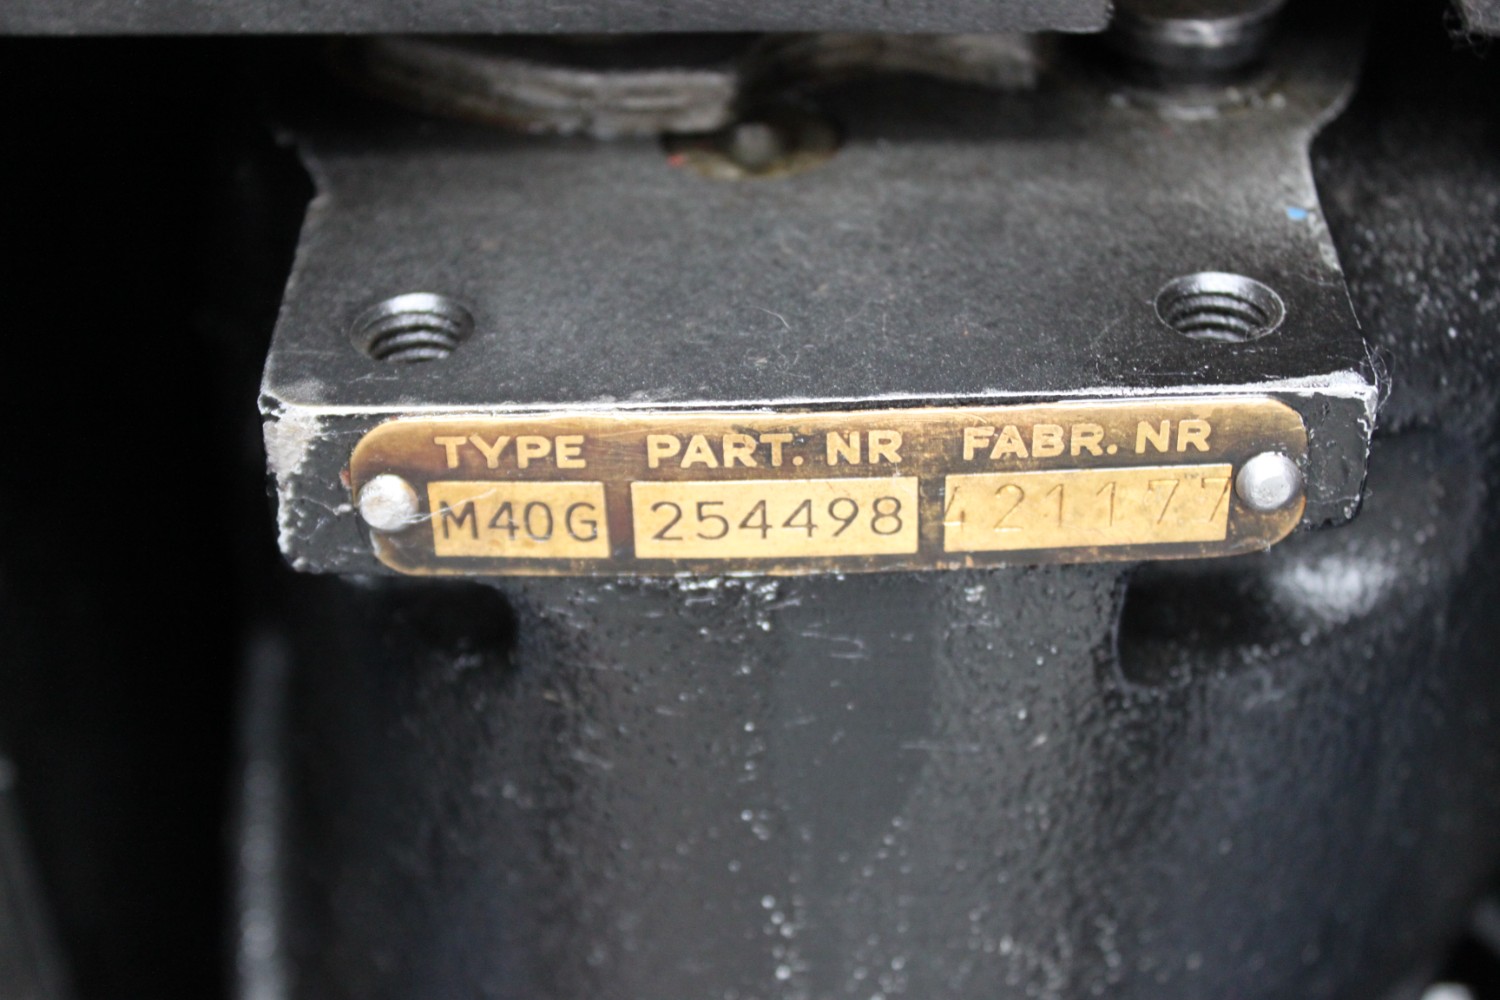 TYPE PART. NR FABR. NR
M40G 254498 421177